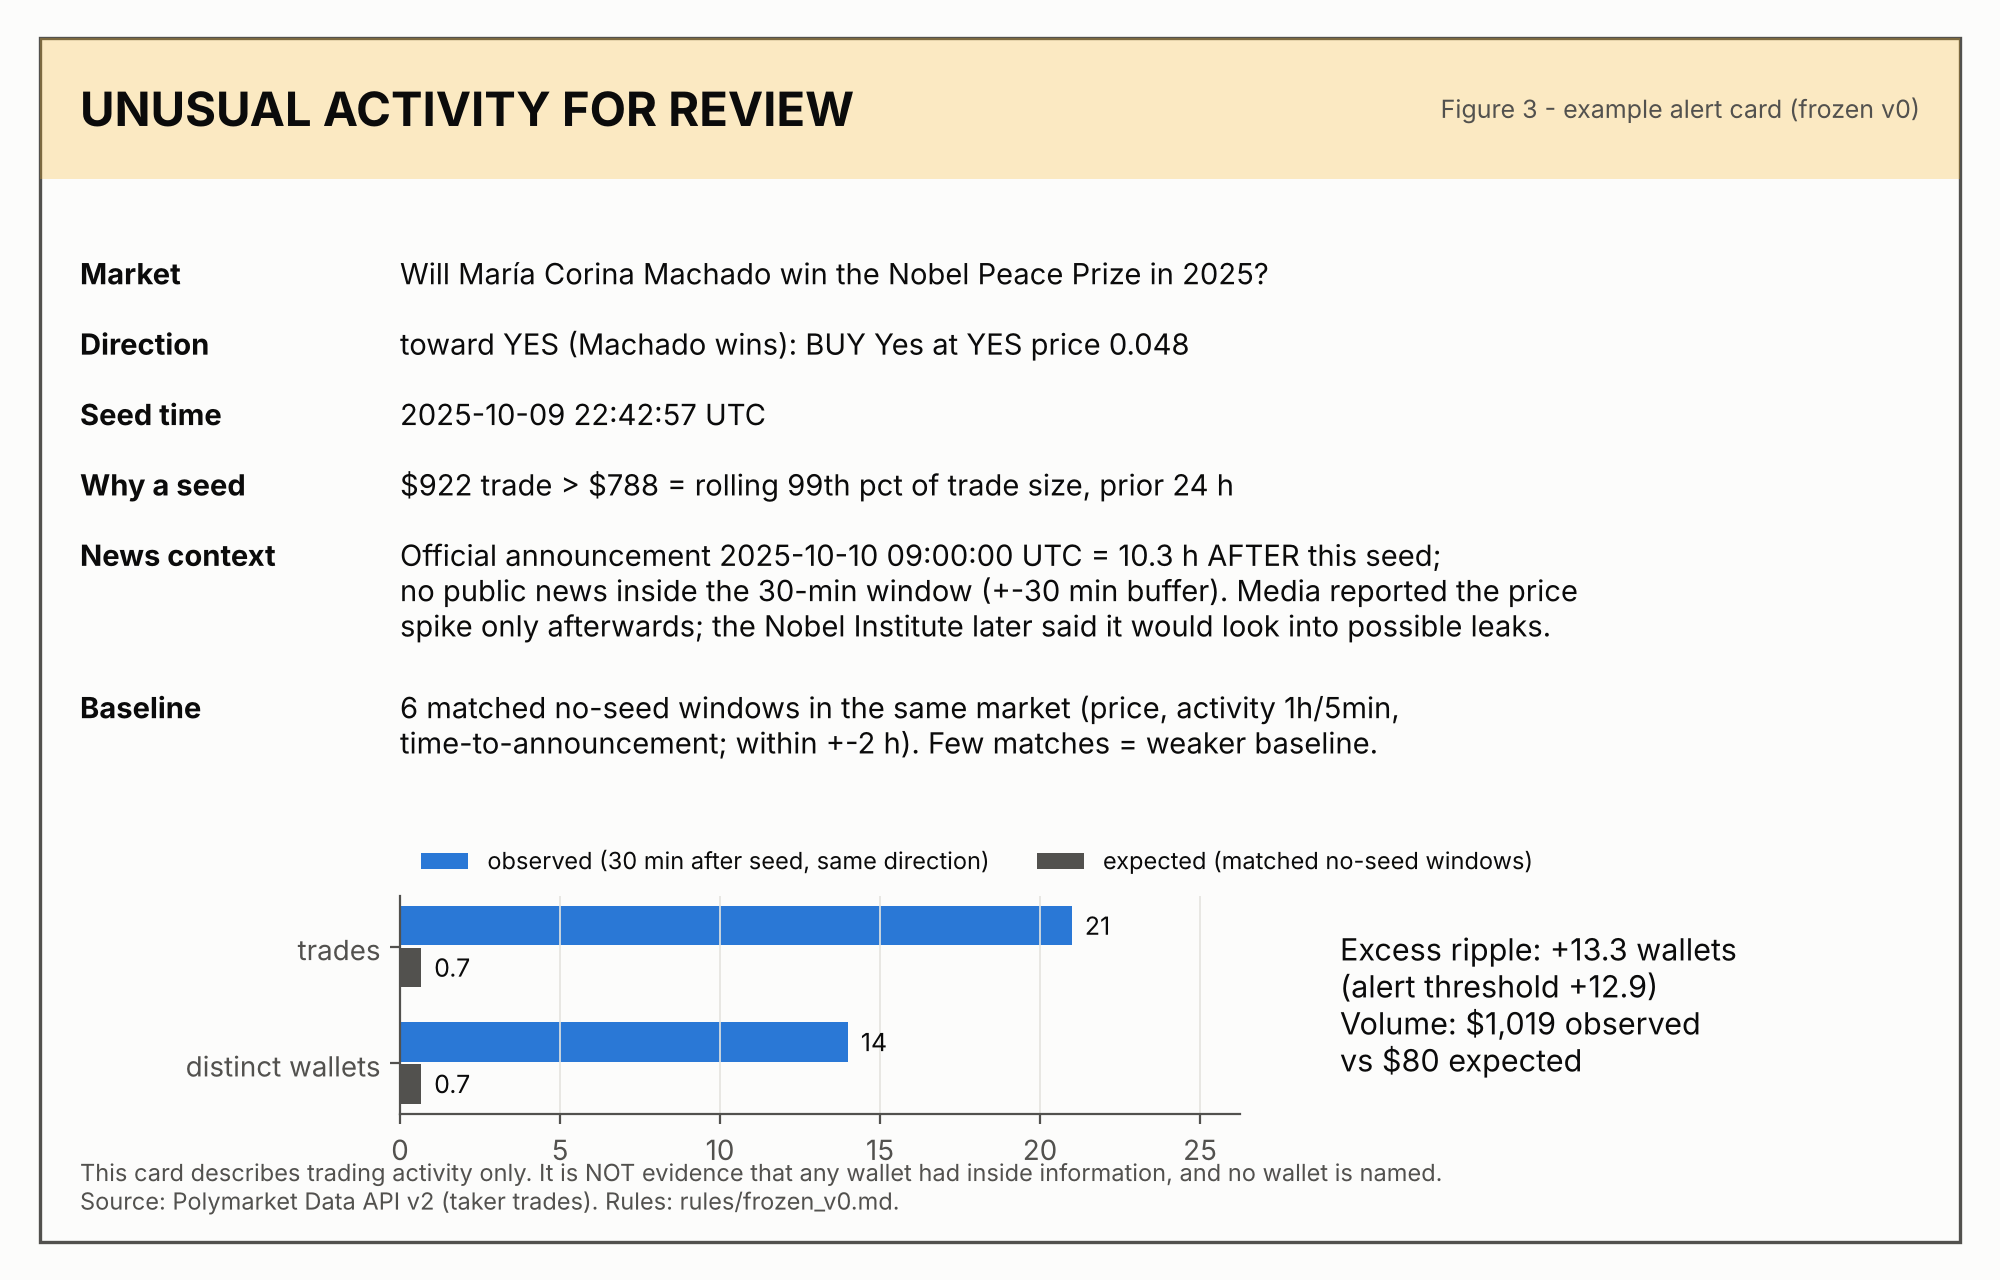 UNUSUAL ACTIVITY FOR REVIEW
Figure 3 - example alert card (frozen v0)
Market
Will María Corina Machado win the Nobel Peace Prize in 2025?
Direction
toward YES (Machado wins): BUY Yes at YES price 0.048
Seed time
2025-10-09 22:42:57 UTC
Why a seed
$922 trade > $788 = rolling 99th pct of trade size, prior 24 h
News context
Official announcement 2025-10-10 09:00:00 UTC = 10.3 h AFTER this seed;
no public news inside the 30-min window (+-30 min buffer). Media reported the price
spike only afterwards; the Nobel Institute later said it would look into possible leaks.
Baseline
6 matched no-seed windows in the same market (price, activity 1h/5min,
time-to-announcement; within +-2 h). Few matches = weaker baseline.
observed (30 min after seed, same direction)
expected (matched no-seed windows)
trades
21
0.7
distinct wallets
14
0.7
0 5 10 15 20 25
Excess ripple: +13.3 wallets
(alert threshold +12.9)
Volume: $1,019 observed
vs $80 expected
This card describes trading activity only. It is NOT evidence that any wallet had inside information, and no wallet is named.
Source: Polymarket Data API v2 (taker trades). Rules: rules/frozen_v0.md.